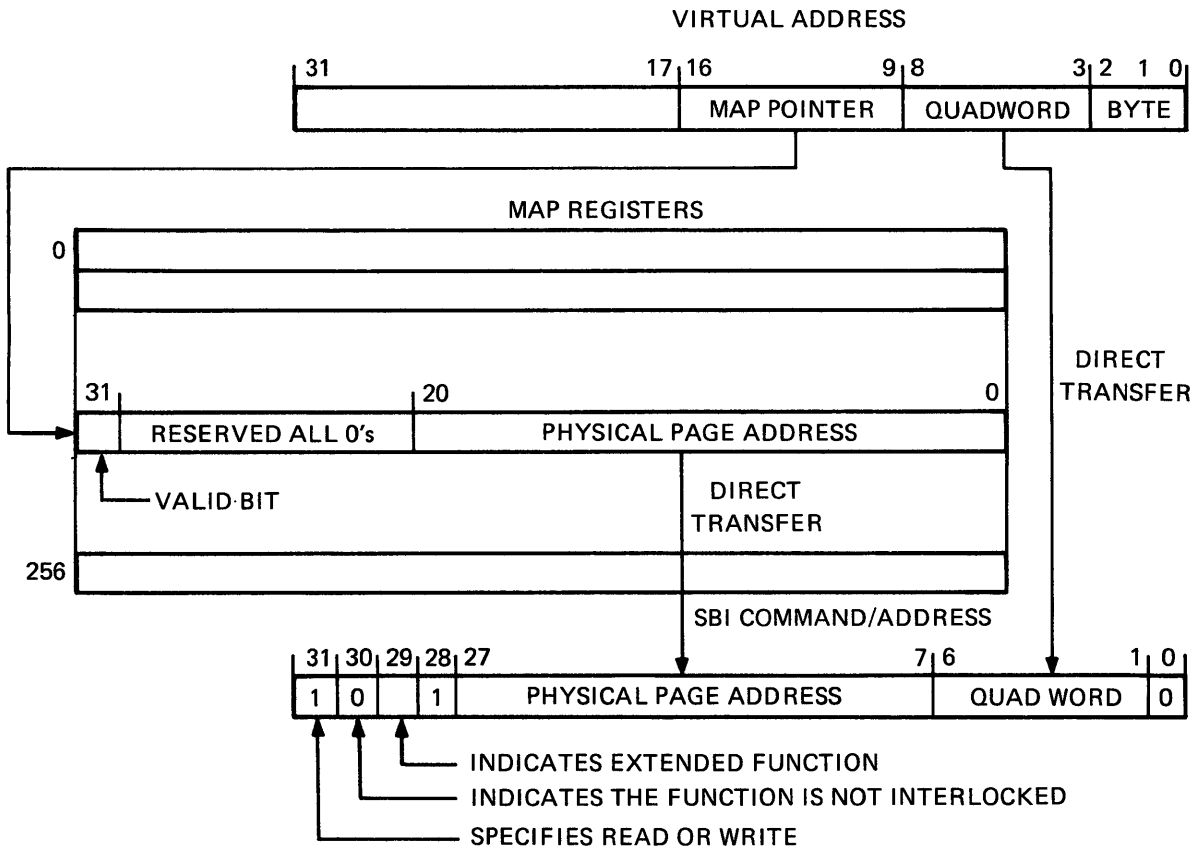 VIRTUAL ADDRESS
31 17 16 9 8 3 2 1 0
MAP POINTER QUADWORD BYTE
MAP REGISTERS
0
DIRECT
TRANSFER
31 20 0
RESERVED ALL 0's PHYSICAL PAGE ADDRESS
VALID·BIT
DIRECT
TRANSFER
256
SBI COMMAND/ADDRESS
31 30 29 28 27 7 6 1 0
1 0 1 PHYSICAL PAGE ADDRESS QUAD WORD 0
INDICATES EXTENDED FUNCTION
INDICATES THE FUNCTION IS NOT INTERLOCKED
SPECIFIES READ OR WRITE